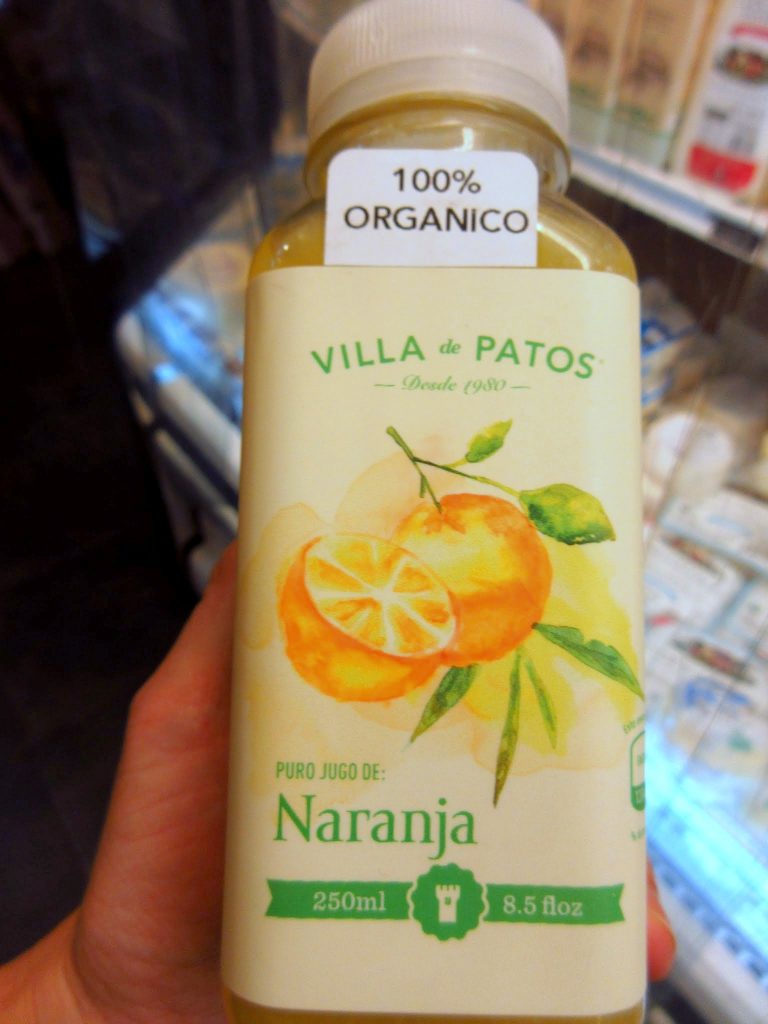 100%
ORGANICO
VILLA de PATOS
Desde 1980
PURO JUGO DE:
Naranja
250ml 8.5 floz